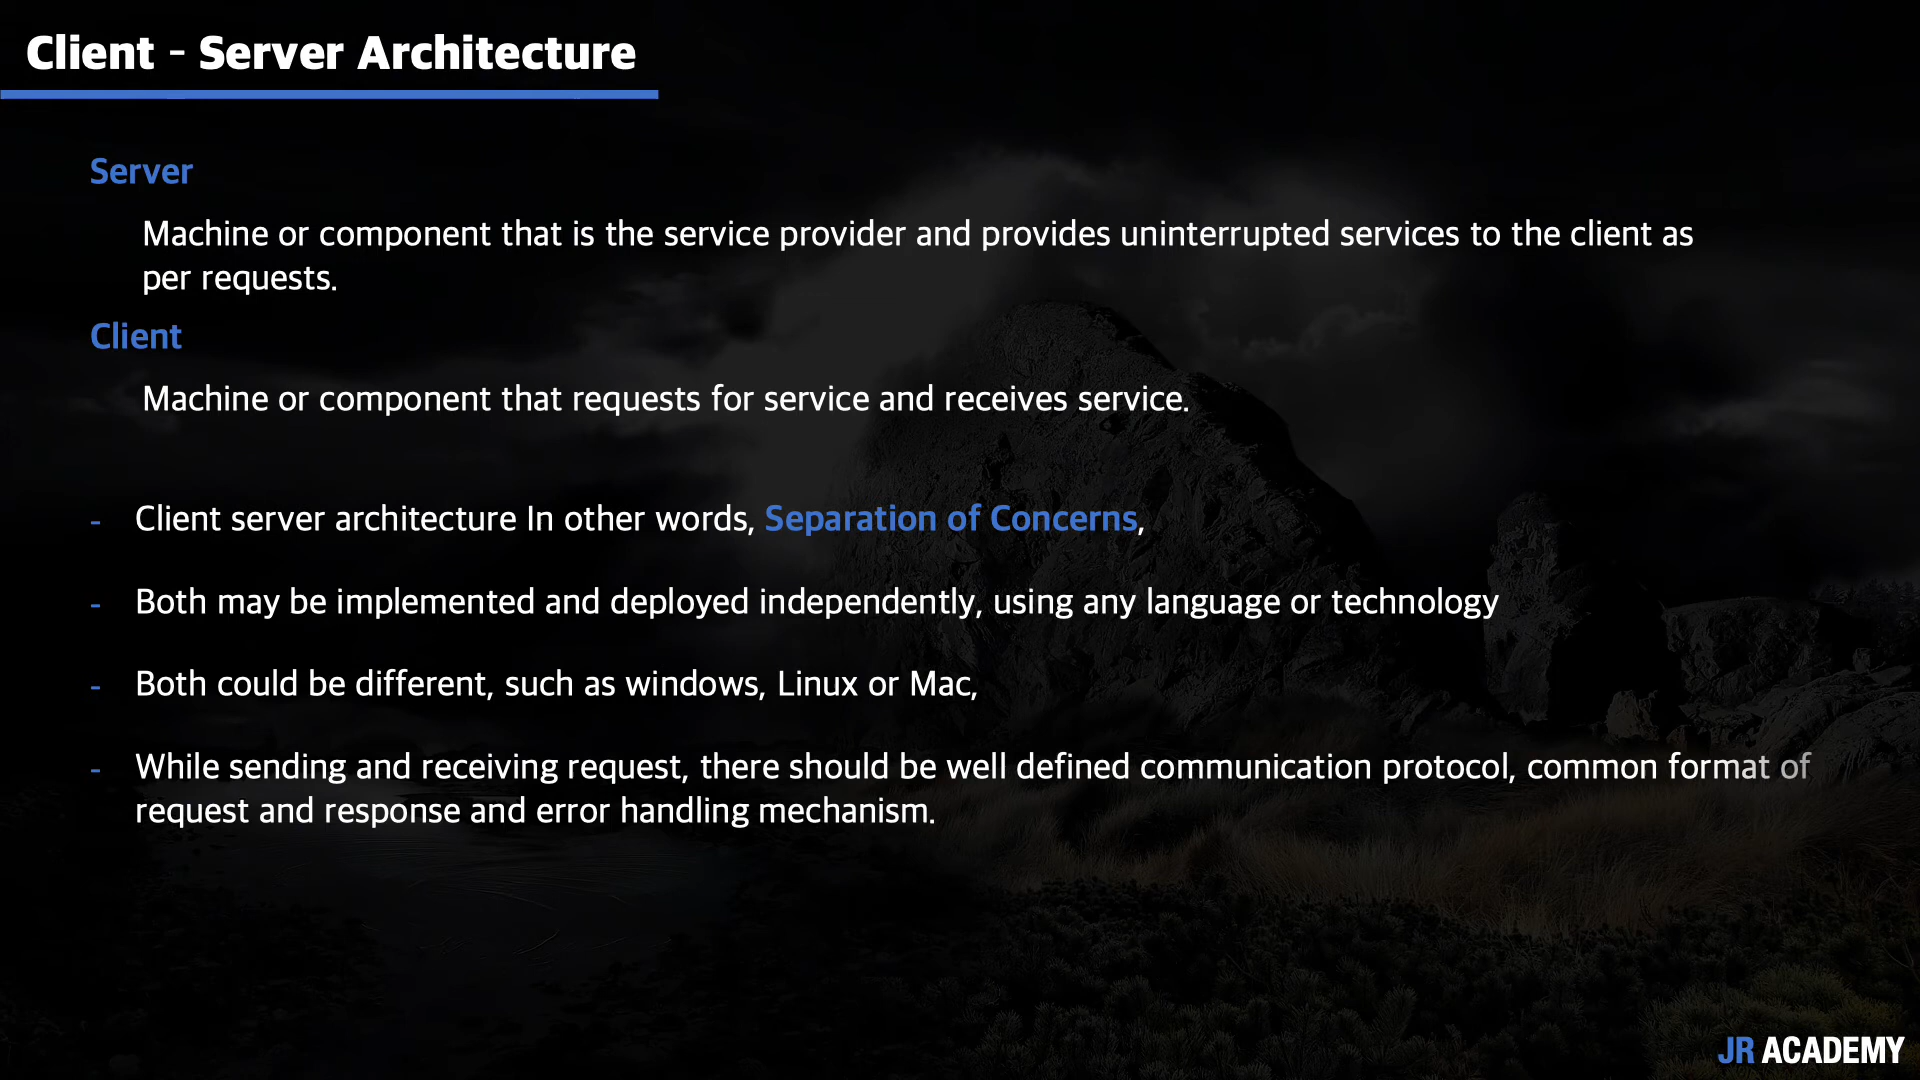 Client - Server Architecture
Server
Machine or component that is the service provider and provides uninterrupted services to the client as
per requests.
Client
Machine or component that requests for service and receives service.
- Client server architecture In other words, Separation of Concerns,
- Both may be implemented and deployed independently, using any language or technology
- Both could be different, such as windows, Linux or Mac,
- While sending and receiving request, there should be well defined communication protocol, common format of
request and response and error handling mechanism.
JR ACADEMY